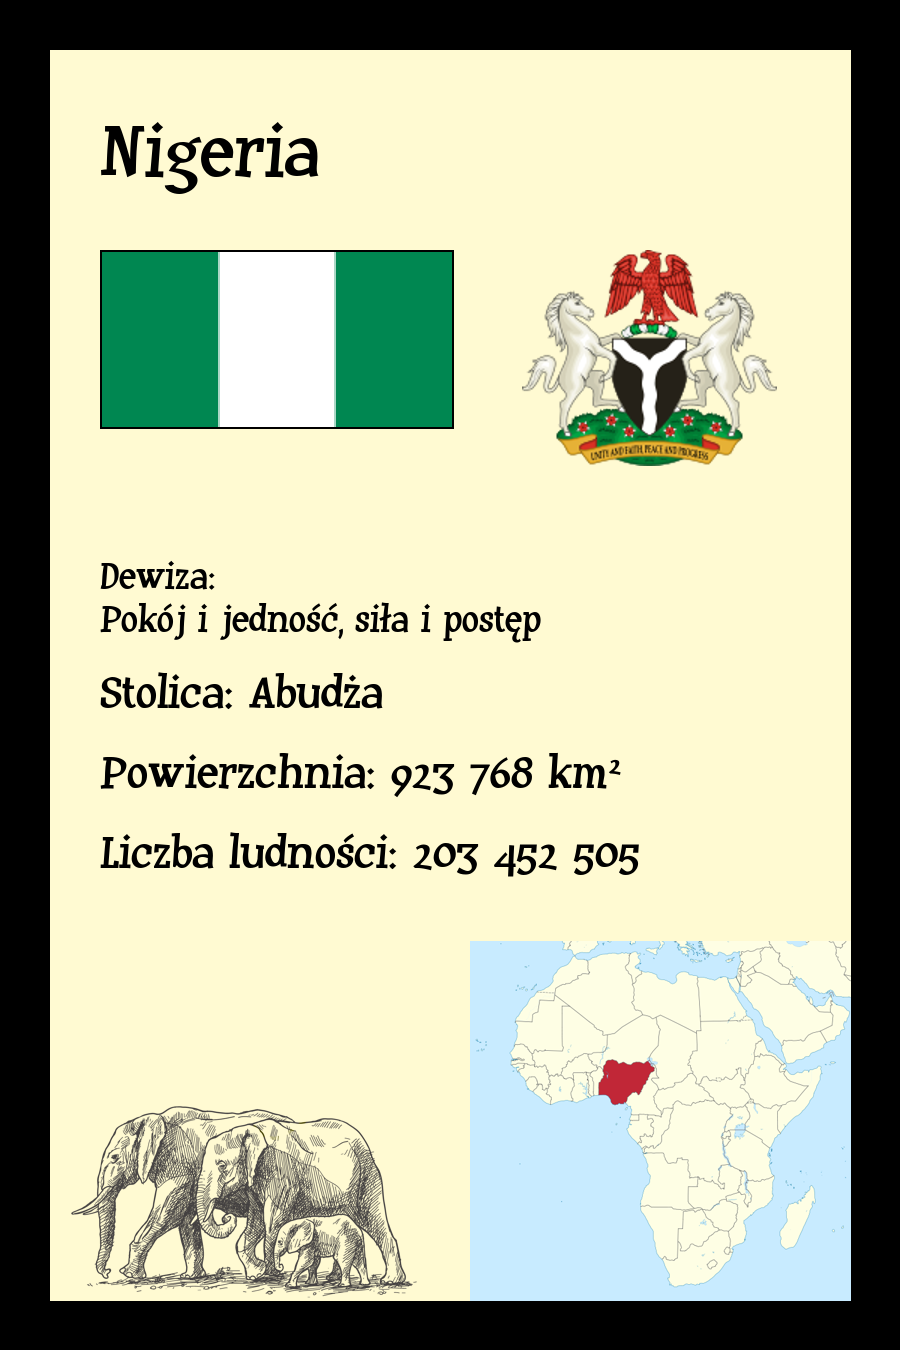 Nigeria
UNITY AND FAITH, PEACE AND PROGRESS
Dewiza:
Pokój i jedność, siła i postęp
Stolica: Abudża
Powierzchnia: 923 768 km²
Liczba ludności: 203 452 505